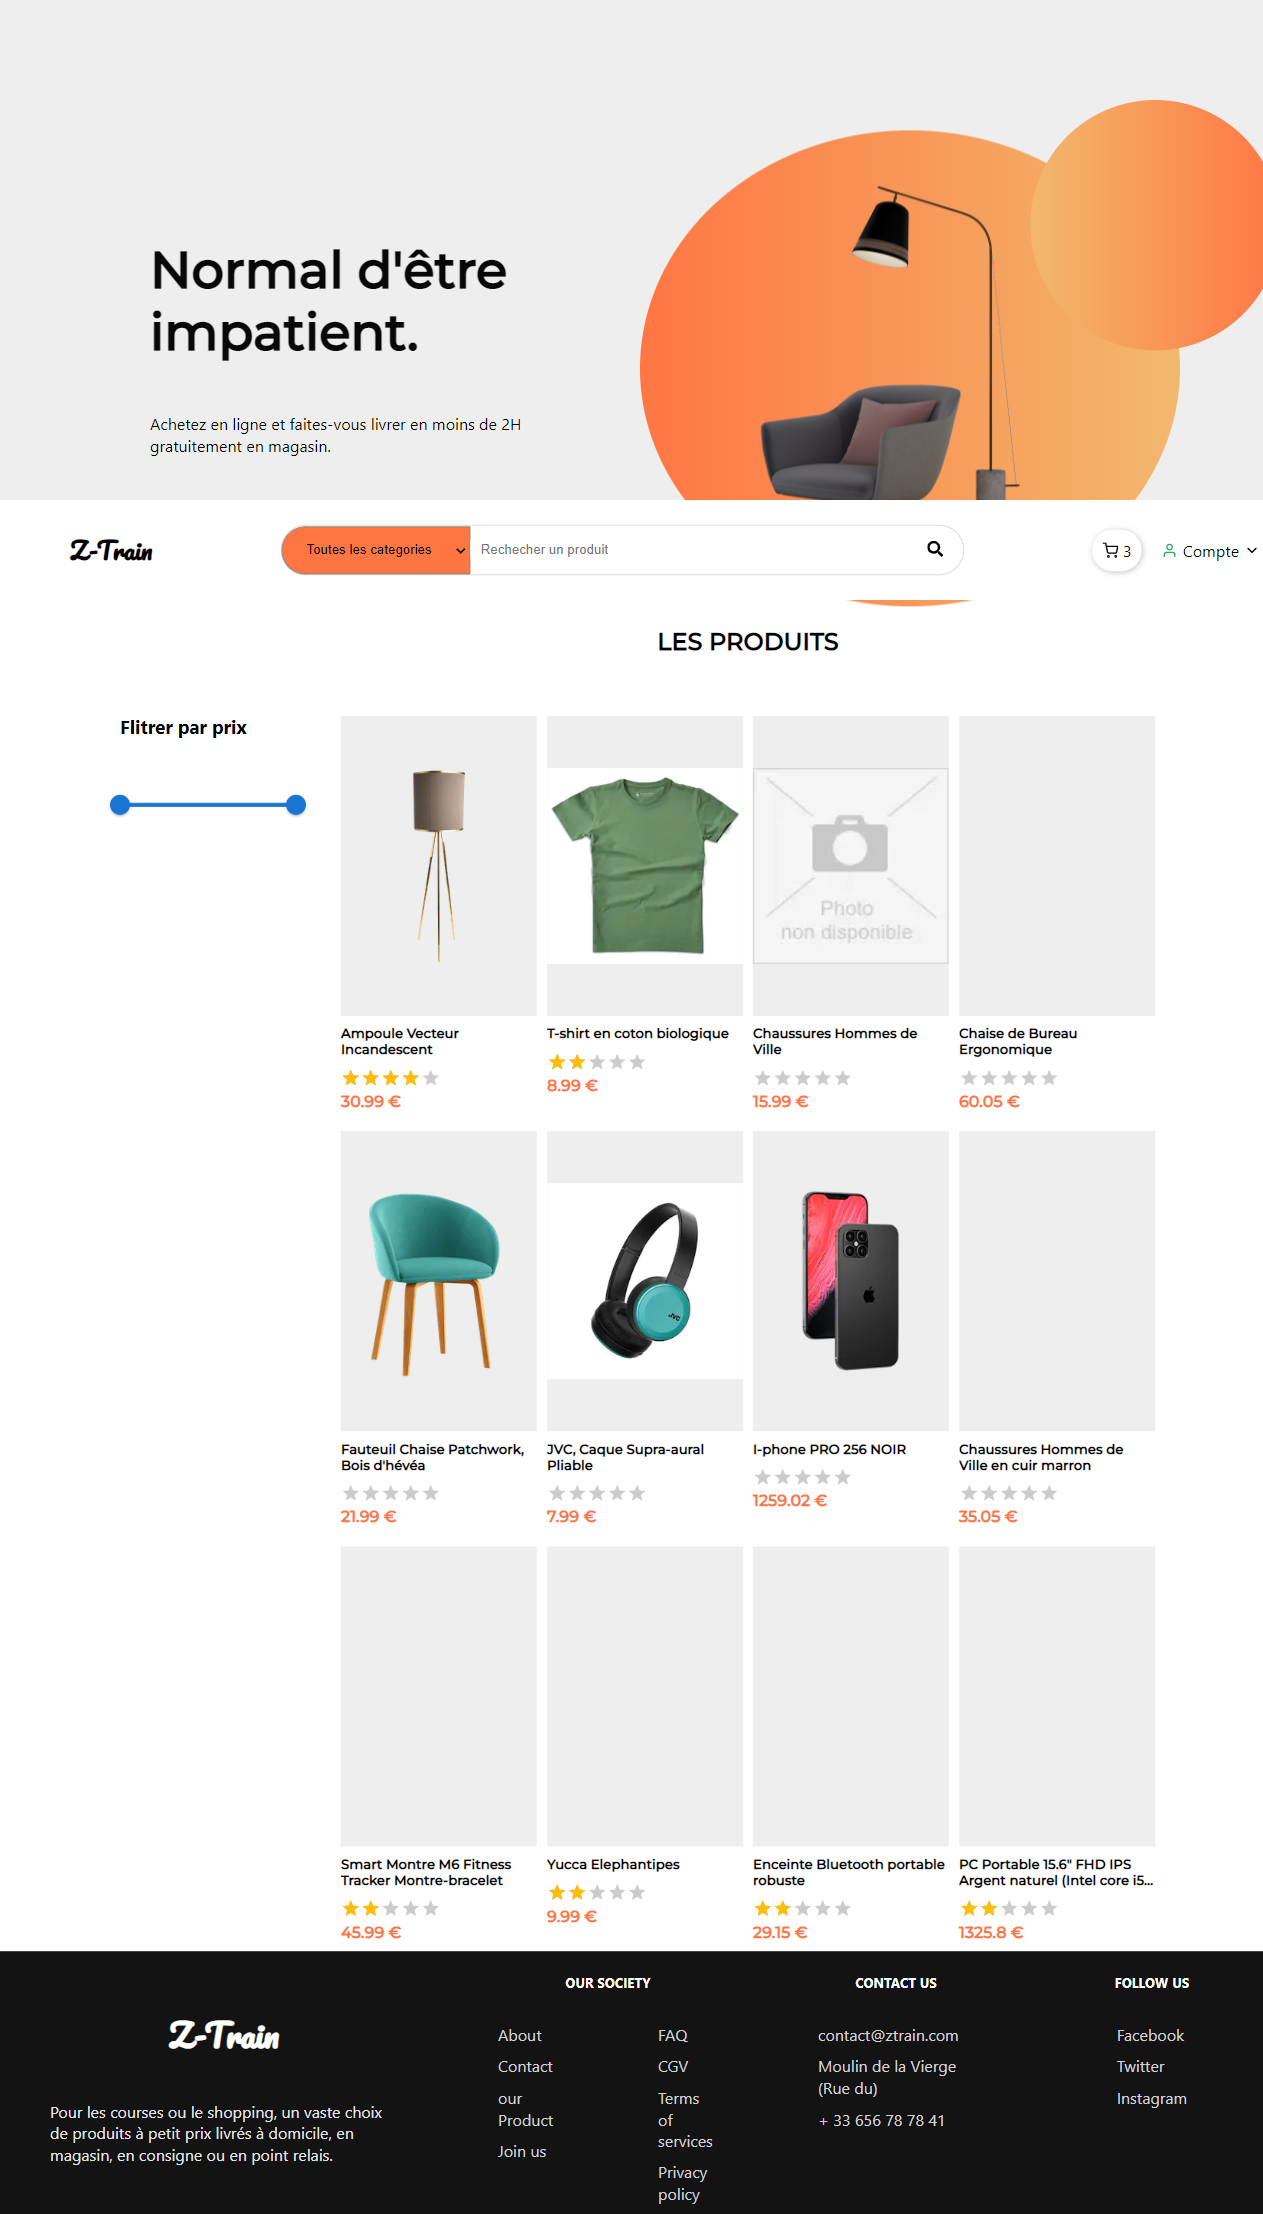 Normal d'être
impatient.
Achetez en ligne et faites-vous livrer en moins de 2H
gratuitement en magasin.
Z-Train
Toutes les categories
Rechecher un produit
3
Compte
LES PRODUITS
Flitrer par prix
Photo
non disponible
Ampoule Vecteur
Incandescent
30.99 €
T-shirt en coton biologique
8.99 €
Chaussures Hommes de
Ville
15.99 €
Chaise de Bureau
Ergonomique
60.05 €
JVC
Fauteuil Chaise Patchwork,
Bois d'hévéa
21.99 €
JVC, Caque Supra-aural
Pliable
7.99 €
I-phone PRO 256 NOIR
1259.02 €
Chaussures Hommes de
Ville en cuir marron
35.05 €
Smart Montre M6 Fitness
Tracker Montre-bracelet
45.99 €
Yucca Elephantipes
9.99 €
Enceinte Bluetooth portable
robuste
29.15 €
PC Portable 15.6" FHD IPS
Argent naturel (Intel core i5...
1325.8 €
Z-Train
Pour les courses ou le shopping, un vaste choix
de produits à petit prix livrés à domicile, en
magasin, en consigne ou en point relais.
OUR SOCIETY
About
Contact
our
Product
Join us
FAQ
CGV
Terms
of
services
Privacy
policy
CONTACT US
contact@ztrain.com
Moulin de la Vierge
(Rue du)
+ 33 656 78 78 41
FOLLOW US
Facebook
Twitter
Instagram